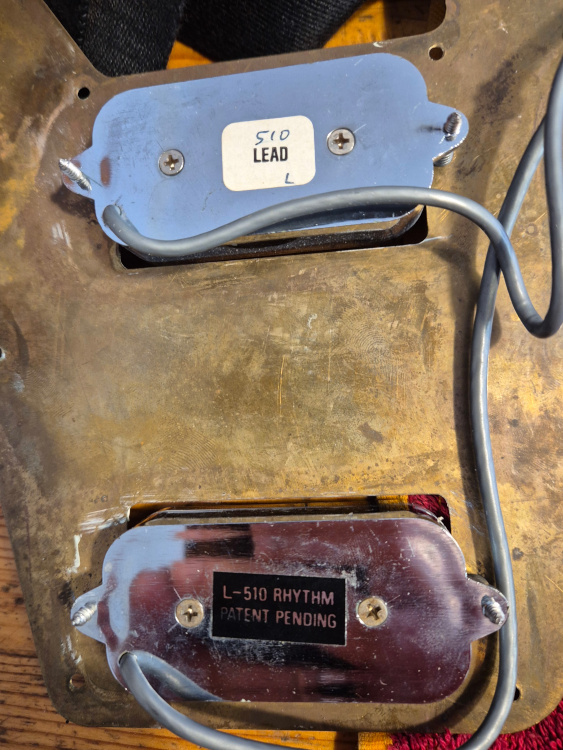 510
LEAD
L
L-510 RHYTHM
PATENT PENDING